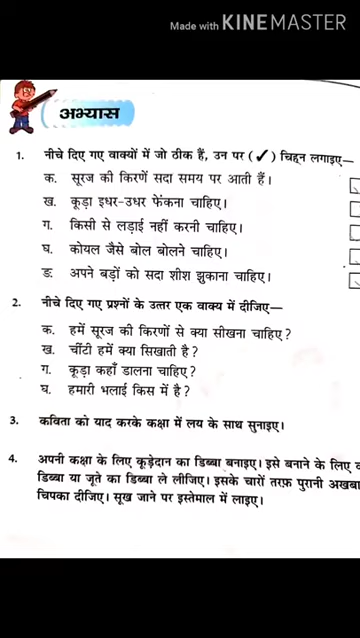 Made with KINEMASTER
अभ्यास
1. नीचे दिए गए वाक्यों में जो ठीक हैं, उन पर (✓) चिह्न लगाइए—
क. सूरज की किरणें सदा समय पर आती हैं।
ख. कूड़ा इधर-उधर फेंकना चाहिए।
ग. किसी से लड़ाई नहीं करनी चाहिए।
घ. कोयल जैसे बोल बोलने चाहिए।
ङ. अपने बड़ों को सदा शीश झुकाना चाहिए।
2. नीचे दिए गए प्रश्नों के उत्तर एक वाक्य में दीजिए—
क. हमें सूरज की किरणों से क्या सीखना चाहिए?
ख. चींटी हमें क्या सिखाती है?
ग. कूड़ा कहाँ डालना चाहिए?
घ. हमारी भलाई किस में है?
3. कविता को याद करके कक्षा में लय के साथ सुनाइए।
4. अपनी कक्षा के लिए कूड़ेदान का डिब्बा बनाइए। इसे बनाने के लिए
डिब्बा या जूते का डिब्बा ले लीजिए। इसके चारों तरफ़ पुरानी अखबा
चिपका दीजिए। सूख जाने पर इस्तेमाल में लाइए।